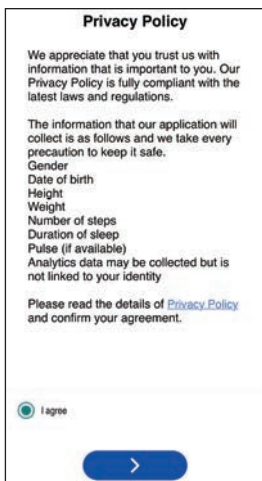 Privacy Policy
We appreciate that you trust us with
information that is important to you. Our
Privacy Policy is fully compliant with the
latest laws and regulations.
The information that our application will
collect is as follows and we take every
precaution to keep it safe.
Gender
Date of birth
Height
Weight
Number of steps
Duration of sleep
Pulse (if available)
Analytics data may be collected but is
not linked to your identity
Please read the details of Privacy Policy
and confirm your agreement.
I agree